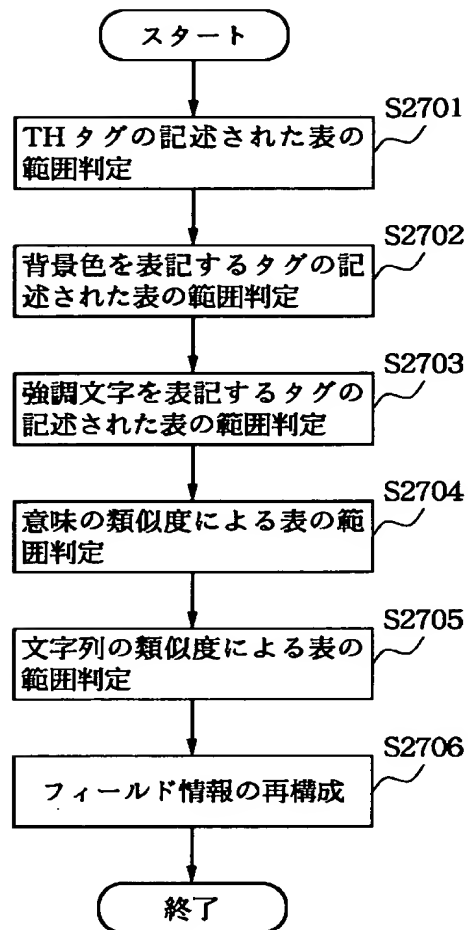 スタート
S2701
THタグの記述された表の
範囲判定
S2702
背景色を表記するタグの記
述された表の範囲判定
S2703
強調文字を表記するタグの
記述された表の範囲判定
S2704
意味の類似度による表の範
囲判定
S2705
文字列の類似度による表の
範囲判定
S2706
フィールド情報の再構成
終了